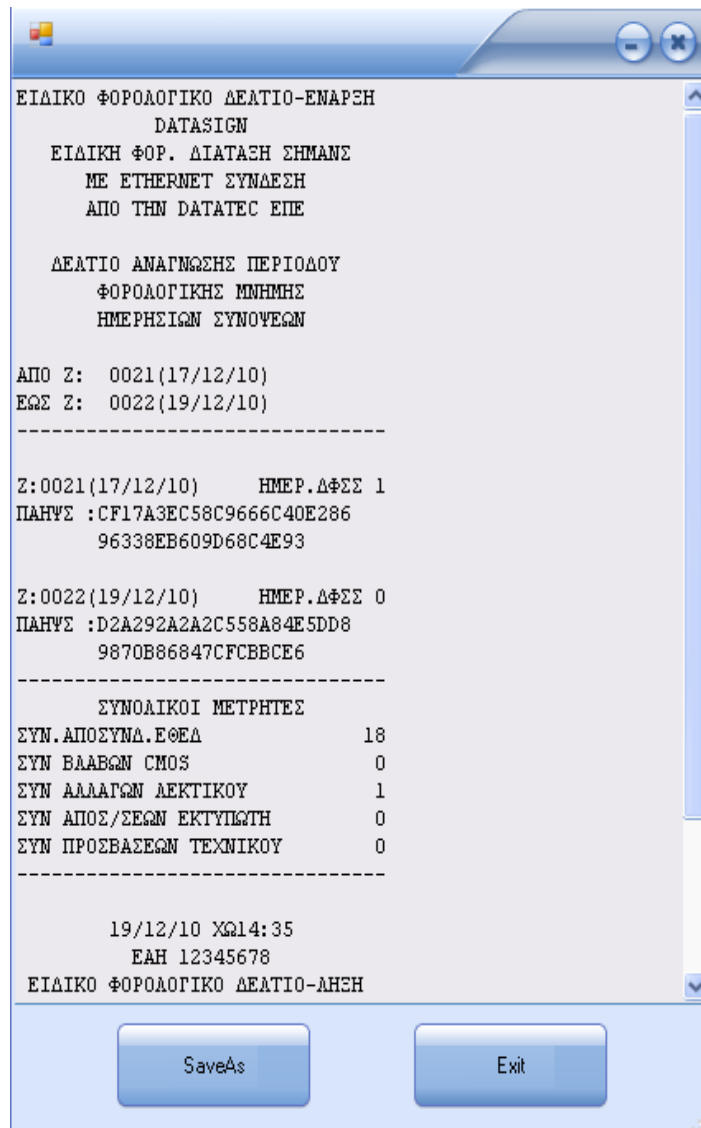 ΕΙΔΙΚΟ ΦΟΡΟΛΟΓΙΚΟ ΔΕΛΤΙΟ-ΕΝΑΡΞΗ
DATASIGN
ΕΙΔΙΚΗ ΦΟΡ. ΔΙΑΤΑΞΗ ΣΗΜΑΝΣ
ΜΕ ETHERNET ΣΥΝΔΕΣΗ
ΑΠΟ ΤΗΝ DATATEC ΕΠΕ
ΔΕΛΤΙΟ ΑΝΑΓΝΩΣΗΣ ΠΕΡΙΟΔΟΥ
ΦΟΡΟΛΟΓΙΚΗΣ ΜΝΗΜΗΣ
ΗΜΕΡΗΣΙΩΝ ΣΥΝΟΨΕΩΝ
ΑΠΟ Ζ: 0021(17/12/10)
ΕΩΣ Ζ: 0022(19/12/10)
--------------------------------
Ζ:0021(17/12/10) ΗΜΕΡ.ΔΦΣΣ 1
ΠΑΗΨΣ :CF17A3EC58C9666C40E286
96338EB609D68C4E93
Ζ:0022(19/12/10) ΗΜΕΡ.ΔΦΣΣ 0
ΠΑΗΨΣ :D2A292A2A2C558A84E5DD8
9870B86847CFCBBCE6
--------------------------------
ΣΥΝΟΛΙΚΟΙ ΜΕΤΡΗΤΕΣ
ΣΥΝ.ΑΠΟΣΥΝΔ.ΕΘΕΔ 18
ΣΥΝ ΒΛΑΒΩΝ CMOS 0
ΣΥΝ ΑΛΛΑΓΩΝ ΛΕΚΤΙΚΟΥ 1
ΣΥΝ ΑΠΟΣ/ΣΕΩΝ ΕΚΤΥΠΩΤΗ 0
ΣΥΝ ΠΡΟΣΒΑΣΕΩΝ ΤΕΧΝΙΚΟΥ 0
--------------------------------
19/12/10 ΧΩ14:35
ΕΑΗ 12345678
ΕΙΔΙΚΟ ΦΟΡΟΛΟΓΙΚΟ ΔΕΛΤΙΟ-ΛΗΞΗ
SaveAs Exit